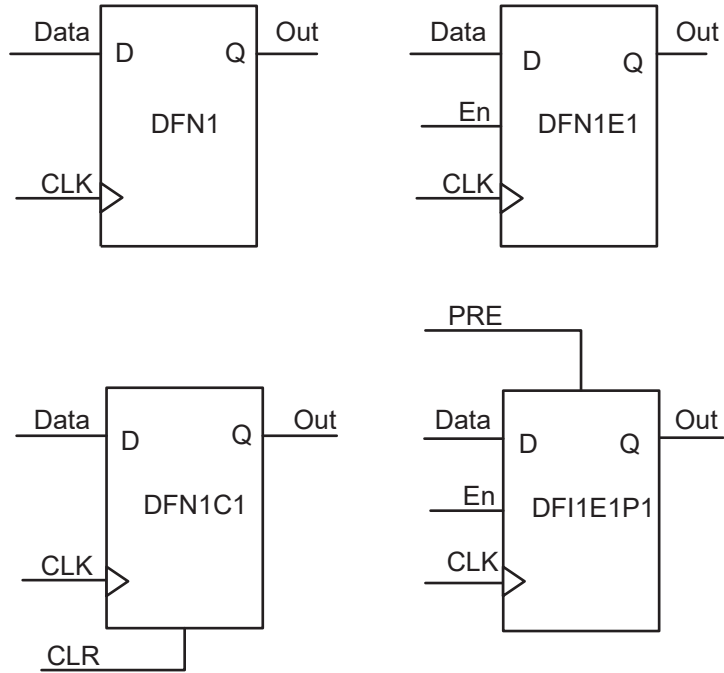 Data
D
Q
Out
DFN1
CLK
Data
D
Q
Out
En
DFN1E1
CLK
Data
D
Q
Out
DFN1C1
CLK
CLR
PRE
Data
D
Q
Out
En
DFI1E1P1
CLK